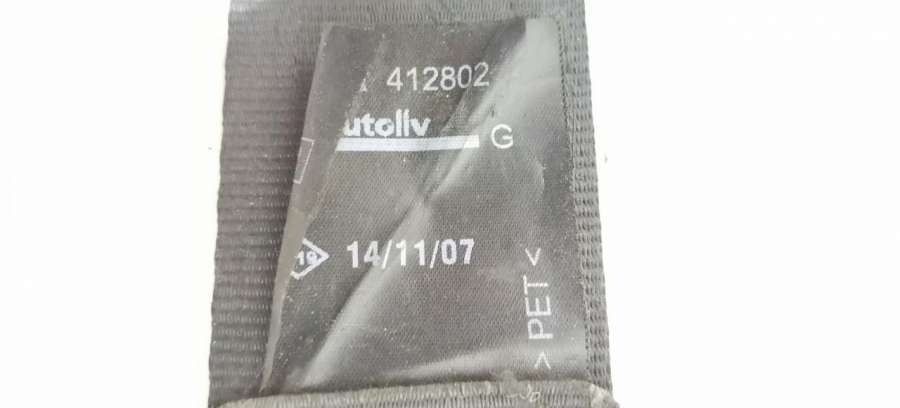 412802
utoliv
G
19 14/11/07
>PET<